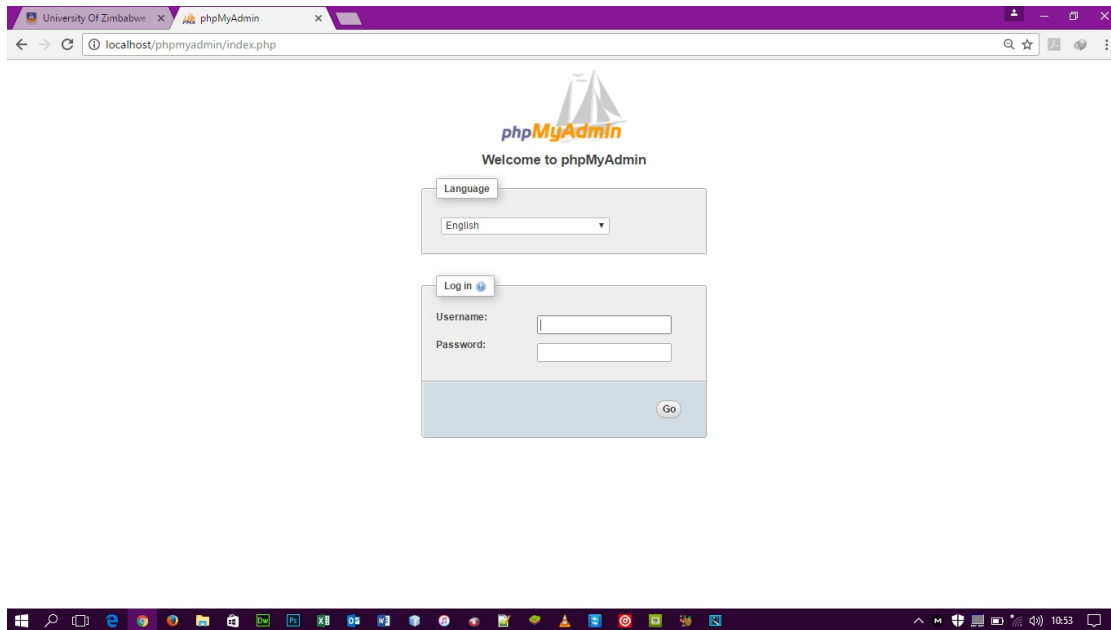 University Of Zimbabwe
phpMyAdmin
localhost/phpmyadmin/index.php
phpMyAdmin
Welcome to phpMyAdmin
Language
English
Log in
Username:
Password:
Go
Dw
Ps
10:53